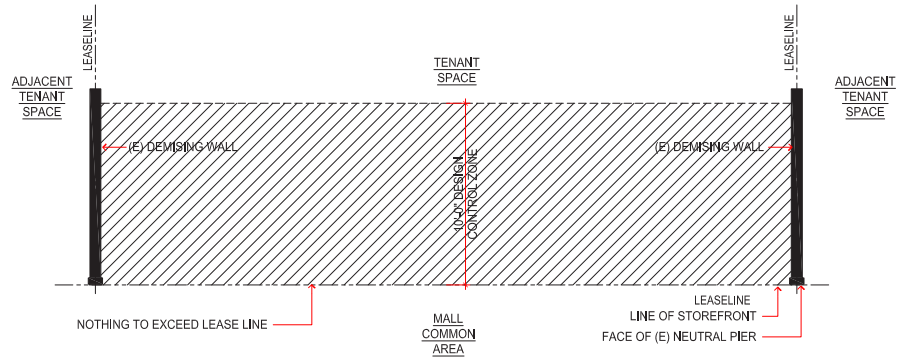 LEASELINE
LEASELINE
ADJACENT
TENANT
SPACE
TENANT
SPACE
ADJACENT
TENANT
SPACE
(E) DEMISING WALL
(E) DEMISING WALL
10'-0" DESIGN
CONTROL ZONE
NOTHING TO EXCEED LEASE LINE
MALL
COMMON
AREA
LEASELINE
LINE OF STOREFRONT
FACE OF (E) NEUTRAL PIER